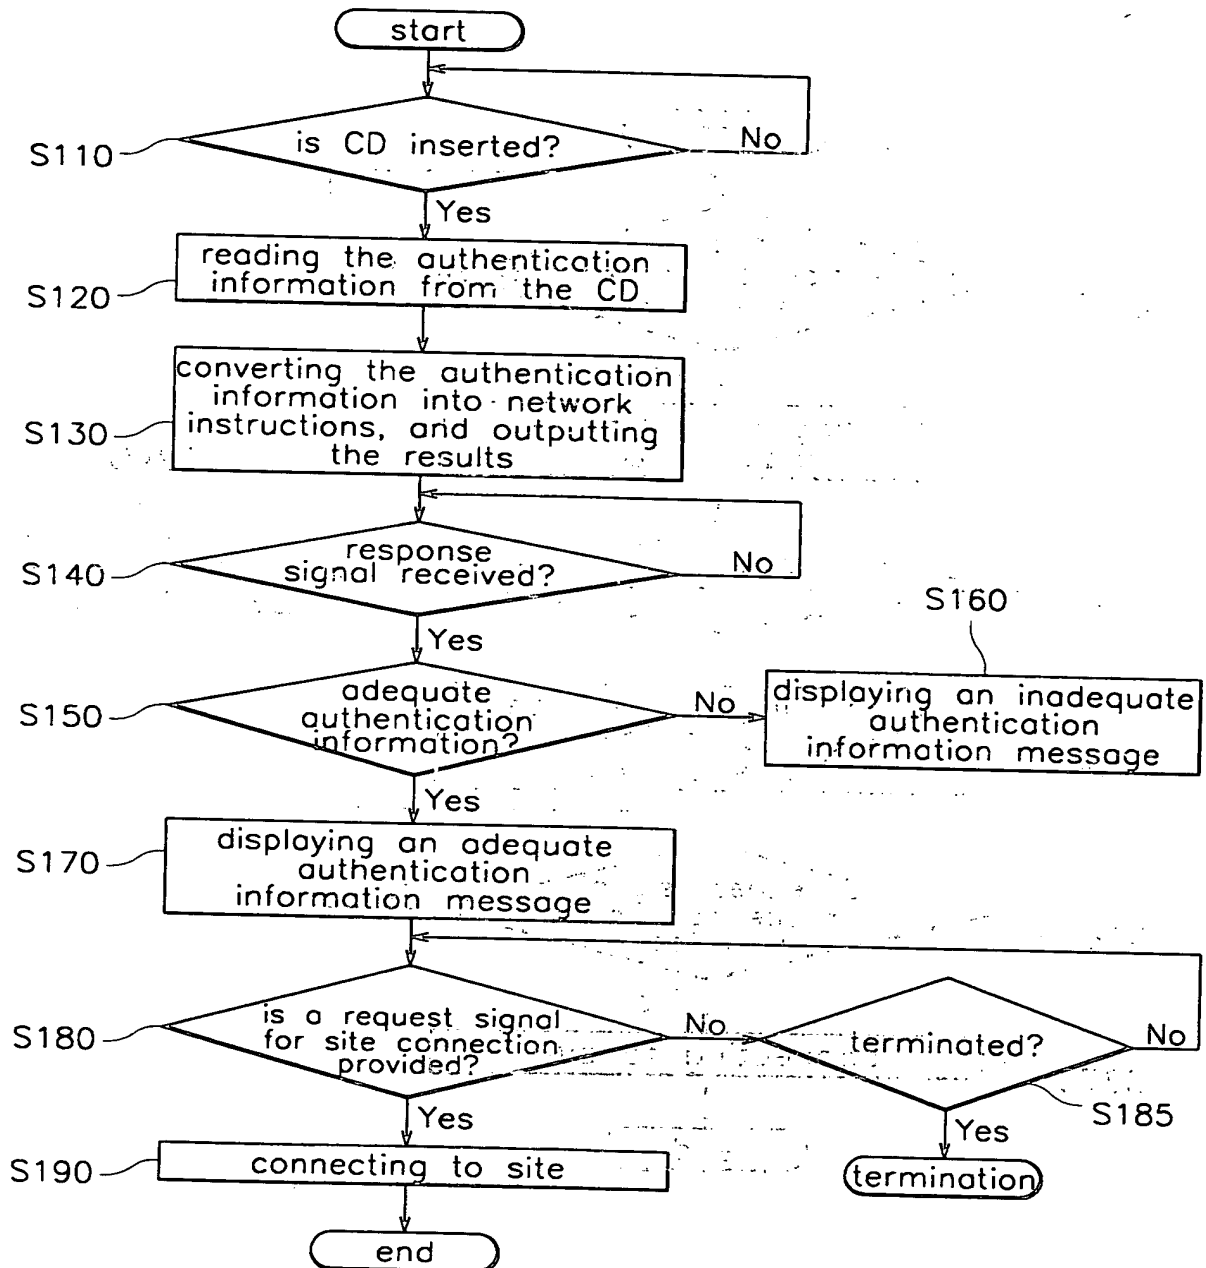 start
is CD inserted?
No
S110
Yes
reading the authentication
information from the CD
S120
converting the authentication
information into network
instructions, and outputting
the results
S130
response
signal received?
No
S140
Yes
S160
adequate
authentication
information?
No
S150
displaying an inadequate
authentication
information message
Yes
displaying an adequate
authentication
information message
S170
is a request signal
for site connection
provided?
No
S180
terminated?
No
S185
Yes
Yes
connecting to site
S190
termination
end